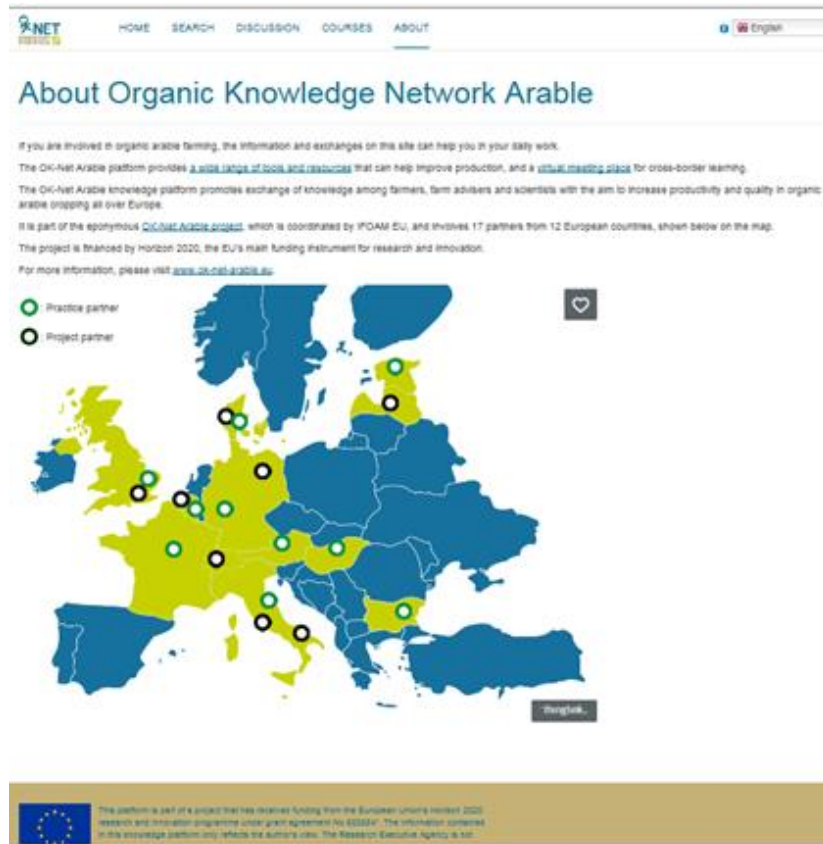 NET
HOME SEARCH DISCUSSION COURSES ABOUT
English
About Organic Knowledge Network Arable
If you are involved in organic arable farming, the information and exchanges on this site can help you in your daily work.
The OK-Net Arable platform provides a wide range of tools and resources that can help improve production, and a virtual meeting place for cross-border learning.
The OK-Net Arable knowledge platform promotes exchange of knowledge among farmers, farm advisers and scientists with the aim to increase productivity and quality in organic
arable cropping all over Europe.
It is part of the eponymous OK-Net Arable project, which is coordinated by IFOAM EU, and involves 17 partners from 12 European countries, shown below on the map.
The project is financed by Horizon 2020, the EU's main funding instrument for research and innovation.
For more information, please visit www.ok-net-arable.eu.
: Practice partner
: Project partner
thinglink..
This platform is part of a project that has received funding from the European Union's Horizon 2020
research and innovation programme under grant agreement No The information contained
in this knowledge platform only reflects the author's view. The Research Executive Agency is not